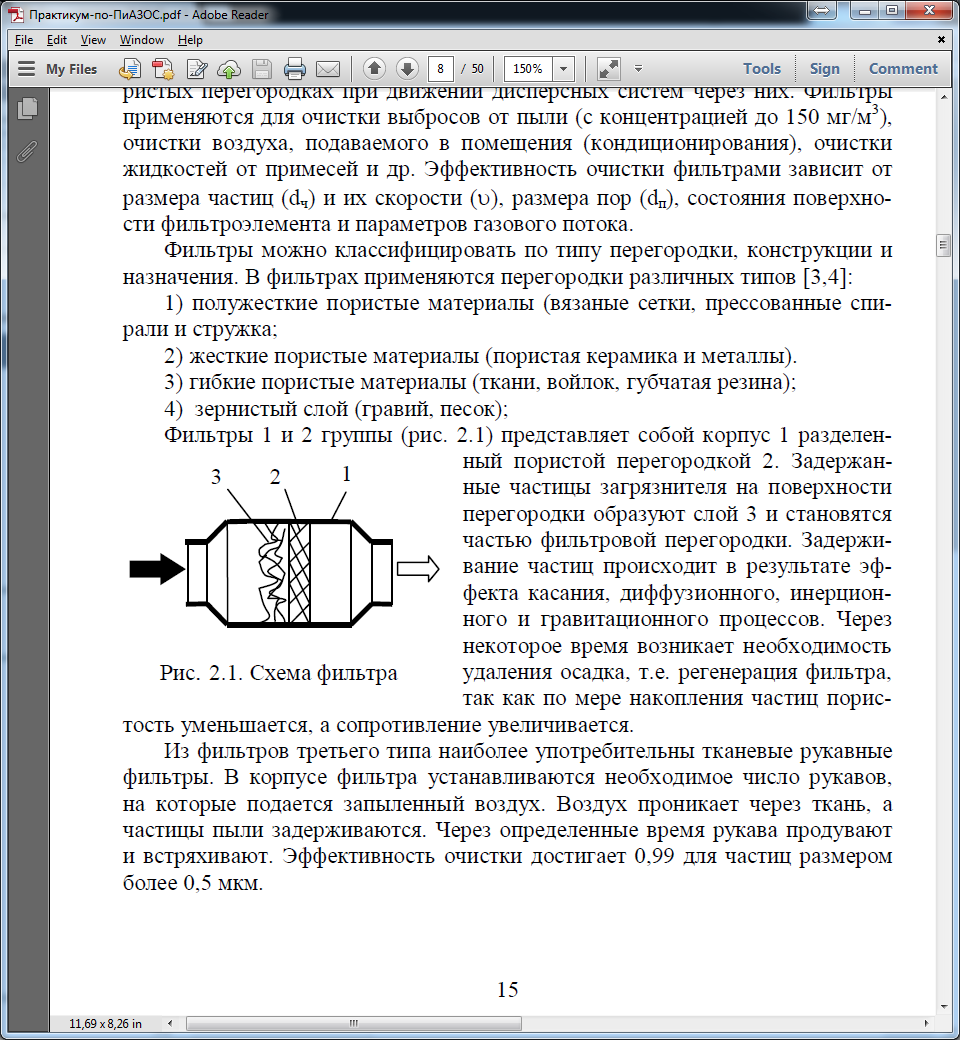 Практикум-по-ПиАЗОС.pdf - Adobe Reader
File Edit View Window Help
My Files 8 / 50 150% Tools Sign Comment
ристых перегородках при движении дисперсных систем через них. Фильтры
применяются для очистки выбросов от пыли (с концентрацией до 150 мг/м³),
очистки воздуха, подаваемого в помещения (кондиционирования), очистки
жидкостей от примесей и др. Эффективность очистки фильтрами зависит от
размера частиц (dч) и их скорости (υ), размера пор (dп), состояния поверхно-
сти фильтроэлемента и параметров газового потока.
Фильтры можно классифицировать по типу перегородки, конструкции и
назначения. В фильтрах применяются перегородки различных типов [3,4]:
1) полужесткие пористые материалы (вязаные сетки, прессованные спи-
рали и стружка;
2) жесткие пористые материалы (пористая керамика и металлы).
3) гибкие пористые материалы (ткани, войлок, губчатая резина);
4) зернистый слой (гравий, песок);
Фильтры 1 и 2 группы (рис. 2.1) представляет собой корпус 1 разделен-
ный пористой перегородкой 2. Задержан-
ные частицы загрязнителя на поверхности
перегородки образуют слой 3 и становятся
частью фильтровой перегородки. Задержи-
вание частиц происходит в результате эф-
фекта касания, диффузионного, инерцион-
ного и гравитационного процессов. Через
некоторое время возникает необходимость
удаления осадка, т.е. регенерация фильтра,
так как по мере накопления частиц порис-
3 2 1
Рис. 2.1. Схема фильтра
тость уменьшается, а сопротивление увеличивается.
Из фильтров третьего типа наиболее употребительны тканевые рукавные
фильтры. В корпусе фильтра устанавливаются необходимое число рукавов,
на которые подается запыленный воздух. Воздух проникает через ткань, а
частицы пыли задерживаются. Через определенные время рукава продувают
и встряхивают. Эффективность очистки достигает 0,99 для частиц размером
более 0,5 мкм.
15
11,69 x 8,26 in